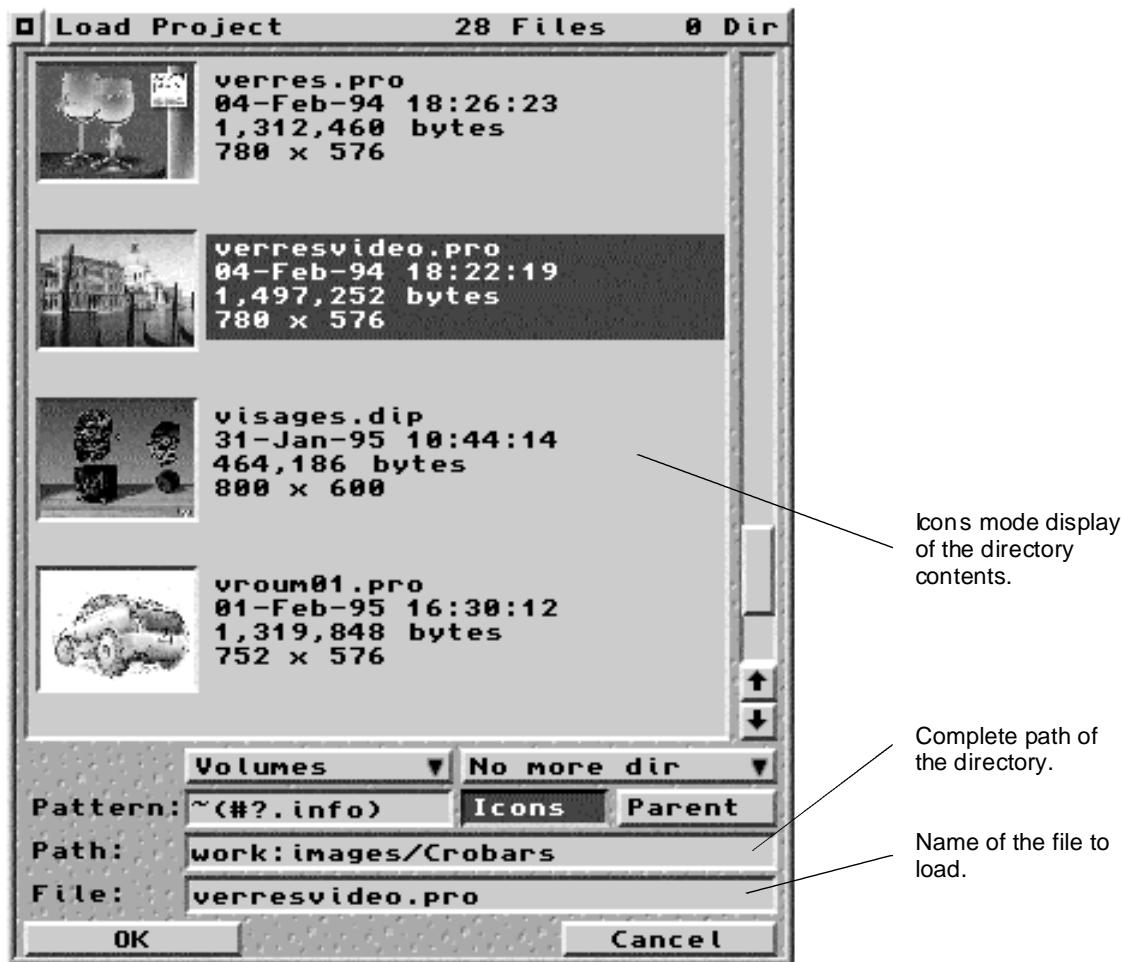 Load Project 28 Files 0 Dir
verres.pro
04-Feb-94 18:26:23
1,312,460 bytes
780 x 576
verresvideo.pro
04-Feb-94 18:22:19
1,497,252 bytes
780 x 576
visages.dip
31-Jan-95 10:44:14
464,186 bytes
800 x 600
vroum01.pro
01-Feb-95 16:30:12
1,319,848 bytes
752 x 576
Icons mode display
of the directory
contents.
Volumes No more dir
Pattern: ~(#?.info) Icons Parent
Path: work:images/Crobars
File: verresvideo.pro
OK Cancel
Complete path of
the directory.
Name of the file to
load.